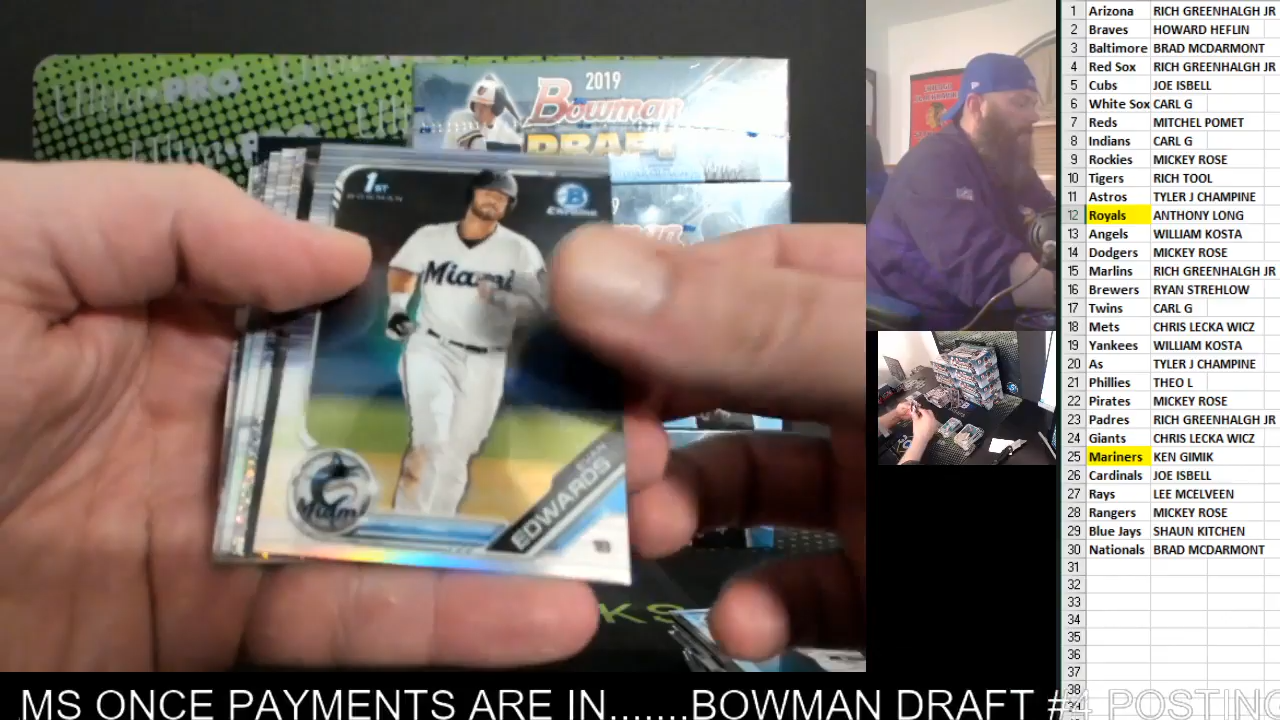 Ultra PRO
2019
Bowman
DRAFT
1ST
BOWMAN
B
CHROME
Miami
Miami
EVAN
EDWARDS
1B
1 Arizona RICH GREENHALGH JR
2 Braves HOWARD HEFLIN
3 Baltimore BRAD MCDARMONT
4 Red Sox RICH GREENHALGH JR
5 Cubs JOE ISBELL
6 White Sox CARL G
7 Reds MITCHEL POMET
8 Indians CARL G
9 Rockies MICKEY ROSE
10 Tigers RICH TOOL
11 Astros TYLER J CHAMPINE
12 Royals ANTHONY LONG
13 Angels WILLIAM KOSTA
14 Dodgers MICKEY ROSE
15 Marlins RICH GREENHALGH JR
16 Brewers RYAN STREHLOW
17 Twins CARL G
18 Mets CHRIS LECKA WICZ
19 Yankees WILLIAM KOSTA
20 As TYLER J CHAMPINE
21 Phillies THEO L
22 Pirates MICKEY ROSE
23 Padres RICH GREENHALGH JR
24 Giants CHRIS LECKA WICZ
25 Mariners KEN GIMIK
26 Cardinals JOE ISBELL
27 Rays LEE MCELVEEN
28 Rangers MICKEY ROSE
29 Blue Jays SHAUN KITCHEN
30 Nationals BRAD MCDARMONT
31
32
33
34
35
36
37
38
MS ONCE PAYMENTS ARE IN.......BOWMAN DRAFT #4 POSTING